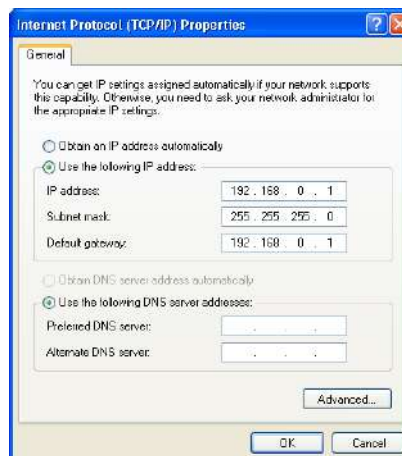 Internet Protocol (TCP/IP) Properties
General
You can get IP settings assigned automatically if your network supports
this capability. Otherwise, you need to ask your network administrator for
the appropriate IP settings.
Obtain an IP address automatically
Use the following IP address:
IP address: 192 . 168 . 0 . 1
Subnet mask: 255 . 255 . 255 . 0
Default gateway: 192 . 168 . 0 . 1
Obtain DNS server address automatically
Use the following DNS server addresses:
Preferred DNS server: . . .
Alternate DNS server: . . .
Advanced...
OK Cancel